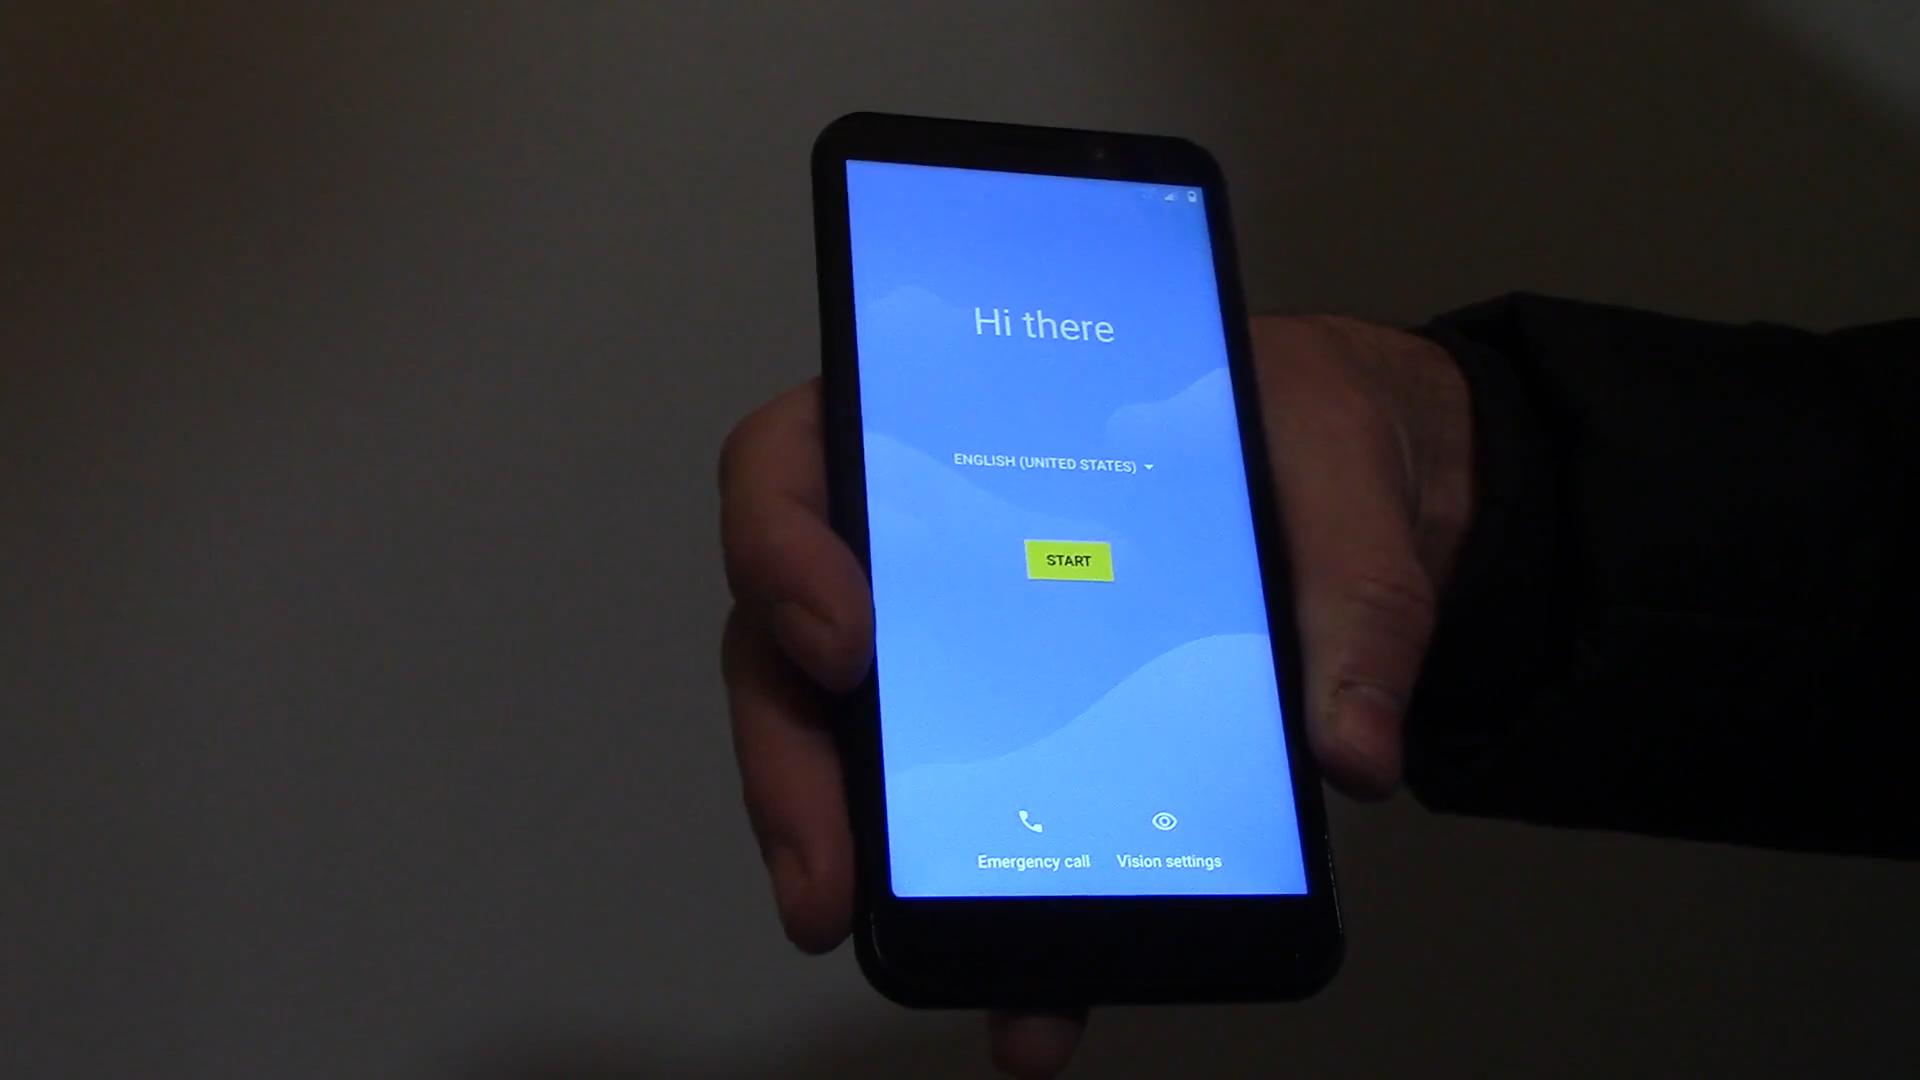 Hi there
ENGLISH (UNITED STATES)
START
Emergency call
Vision settings